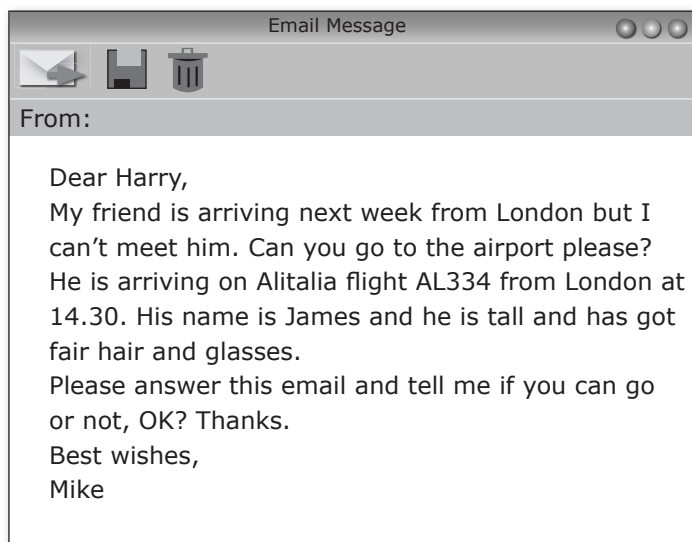 Email Message
From:
Dear Harry,
My friend is arriving next week from London but I
can’t meet him. Can you go to the airport please?
He is arriving on Alitalia flight AL334 from London at
14.30. His name is James and he is tall and has got
fair hair and glasses.
Please answer this email and tell me if you can go
or not, OK? Thanks.
Best wishes,
Mike